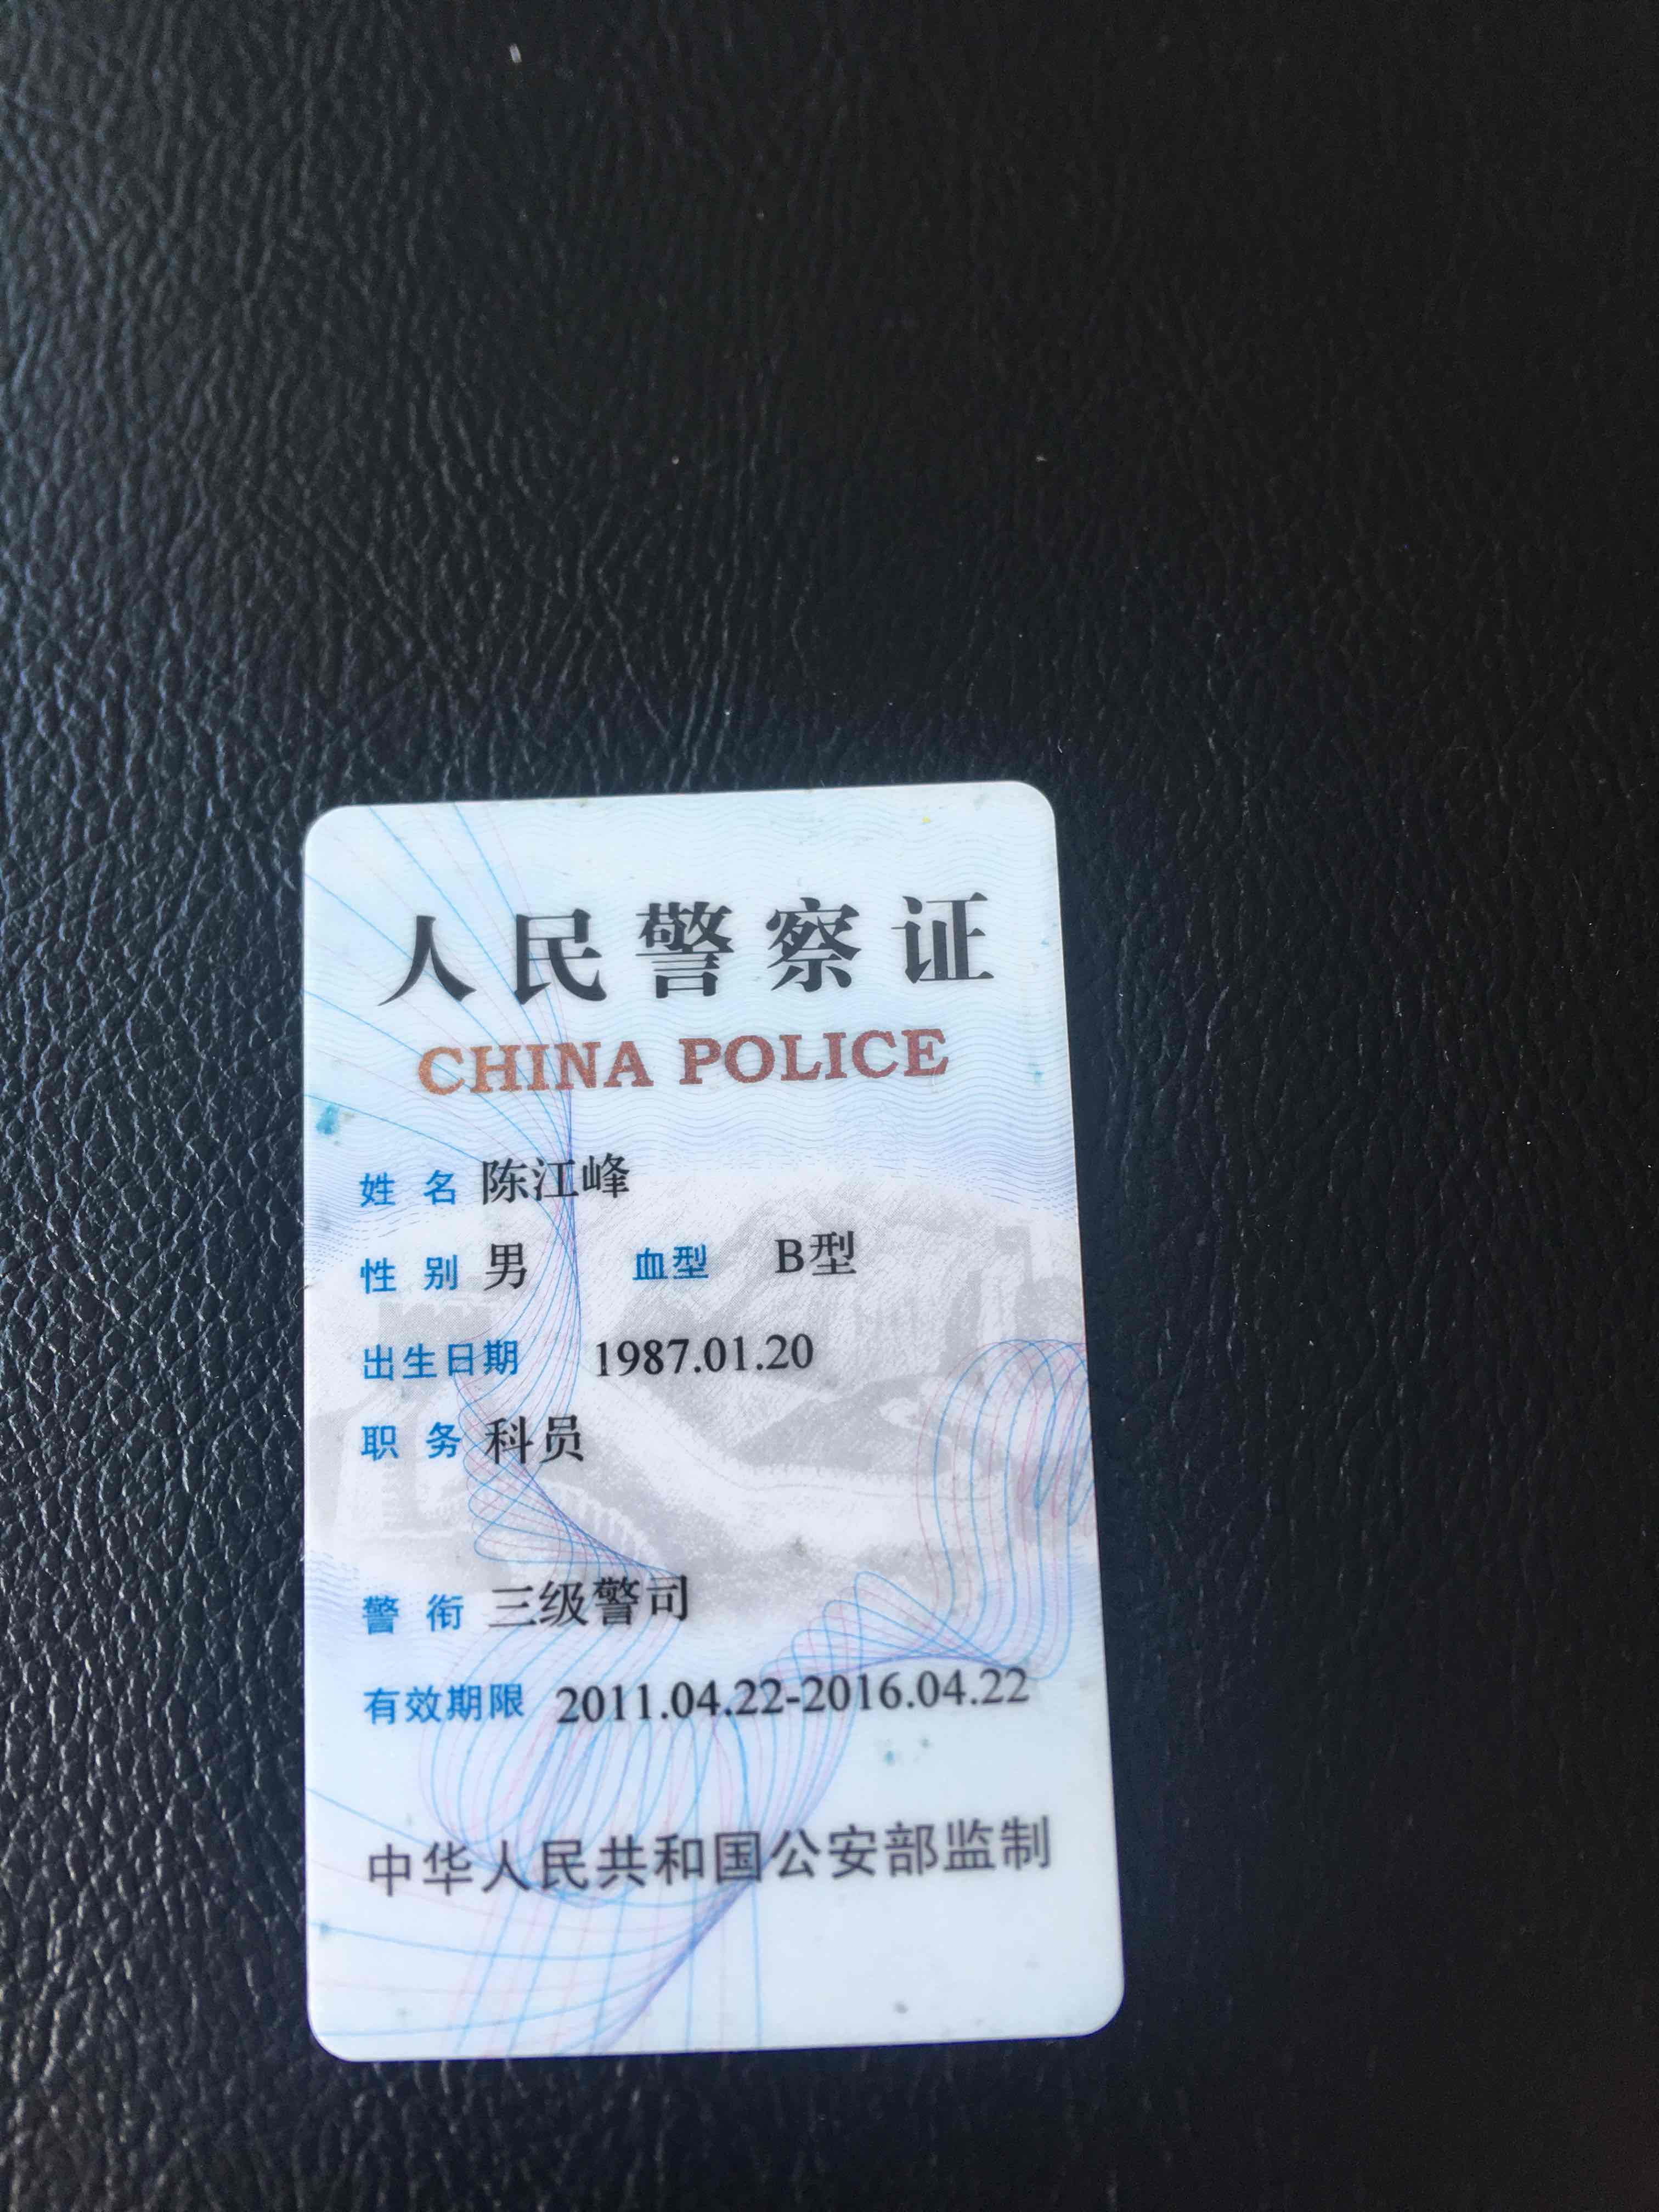 人民警察证
CHINA POLICE
姓名 陈江峰
性别 男 血型 B型
出生日期 1987.01.20
职务 科员
警衔 三级警司
有效期限 2011.04.22-2016.04.22
中华人民共和国公安部监制